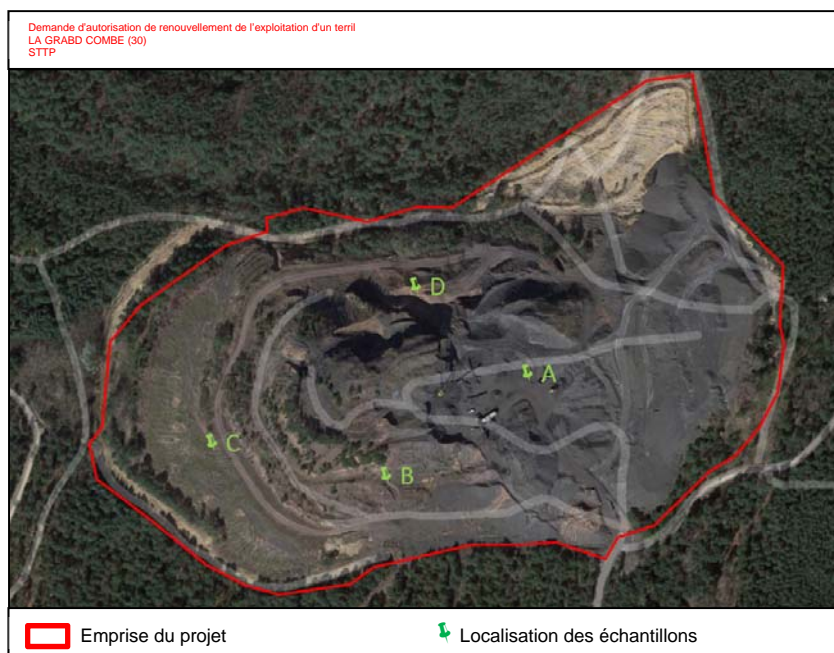 Demande d'autorisation de renouvellement de l'exploitation d'un terril
LA GRABD COMBE (30)
STTP
D
A
C
B
Emprise du projet
Localisation des échantillons